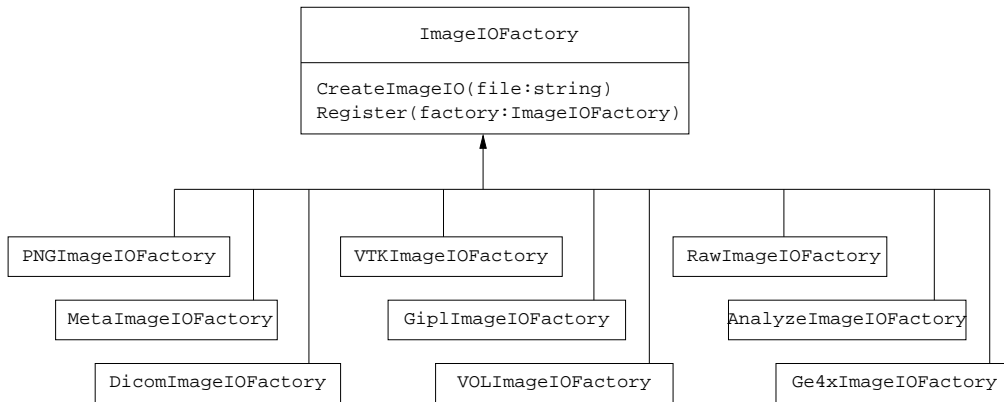 ImageIOFactory
CreateImageIO(file:string)
Register(factory:ImageIOFactory)
PNGImageIOFactory
VTKImageIOFactory
RawImageIOFactory
MetaImageIOFactory
GiplImageIOFactory
AnalyzeImageIOFactory
DicomImageIOFactory
VOLImageIOFactory
Ge4xImageIOFactory